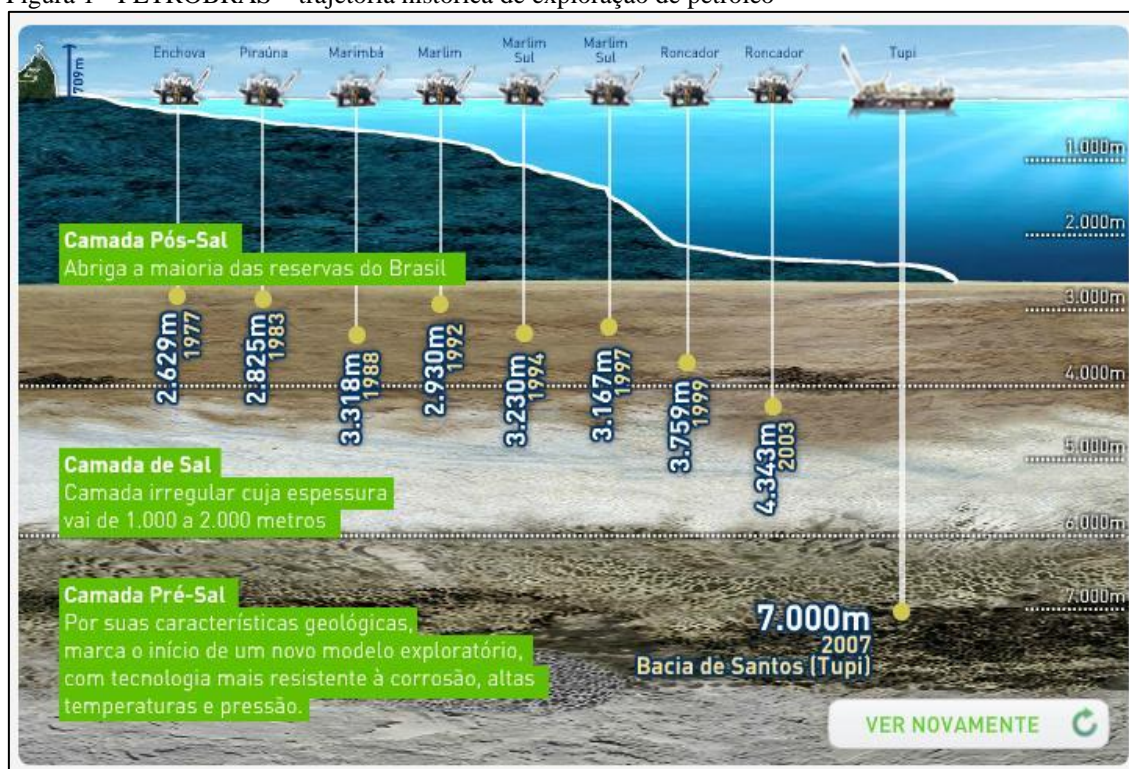 Figura 1 - PETROBRAS – trajetória histórica de exploração de petróleo
709m
Enchova
Piraúna
Marimbá
Marlim
Marlim
Sul
Marlim
Sul
Roncador
Roncador
Tupi
1.000m
2.000m
Camada Pós-Sal
Abriga a maioria das reservas do Brasil
3.000m
2.629m
1977
2.825m
1983
3.318m
1988
2.930m
1992
3.230m
1994
3.167m
1997
3.759m
1999
4.343m
2003
4.000m
5.000m
Camada de Sal
Camada irregular cuja espessura
vai de 1.000 a 2.000 metros
6.000m
Camada Pré-Sal
Por suas características geológicas,
marca o início de um novo modelo exploratório,
com tecnologia mais resistente à corrosão, altas
temperaturas e pressão.
7.000m
7.000m
2007
Bacia de Santos (Tupi)
VER NOVAMENTE